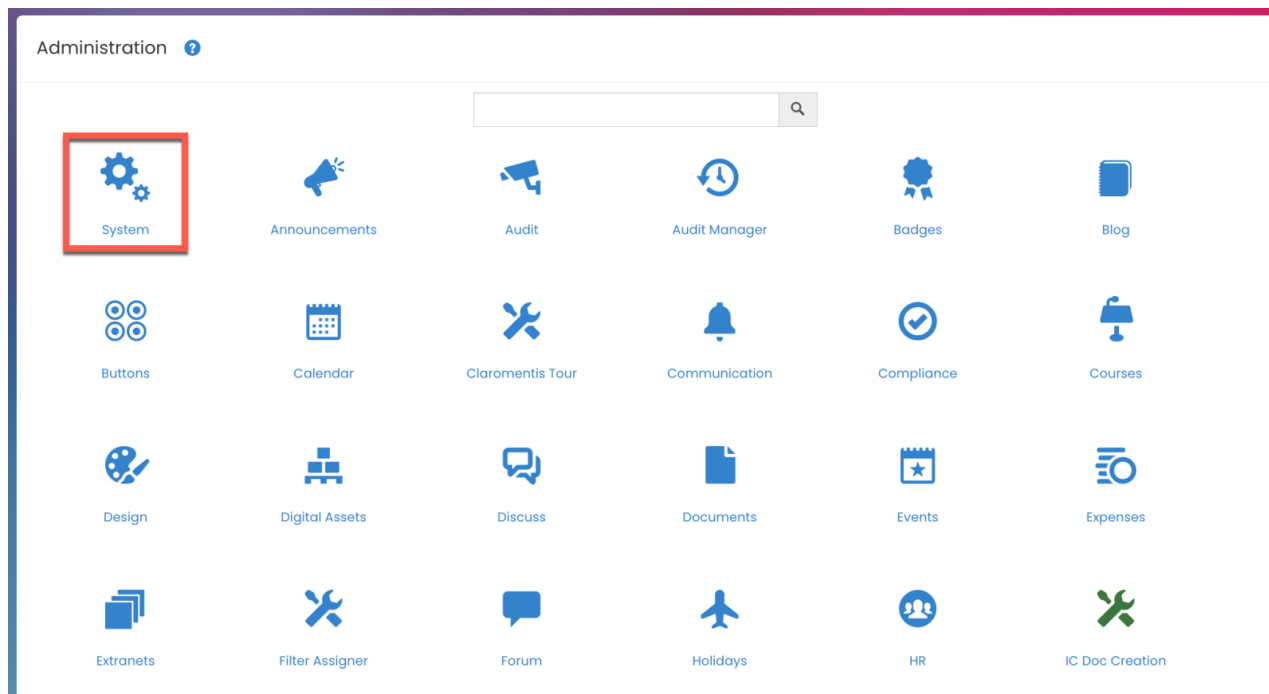 Administration ?
System Announcements Audit Audit Manager Badges Blog
Buttons Calendar Claromentis Tour Communication Compliance Courses
Design Digital Assets Discuss Documents Events Expenses
Extranets Filter Assigner Forum Holidays HR IC Doc Creation